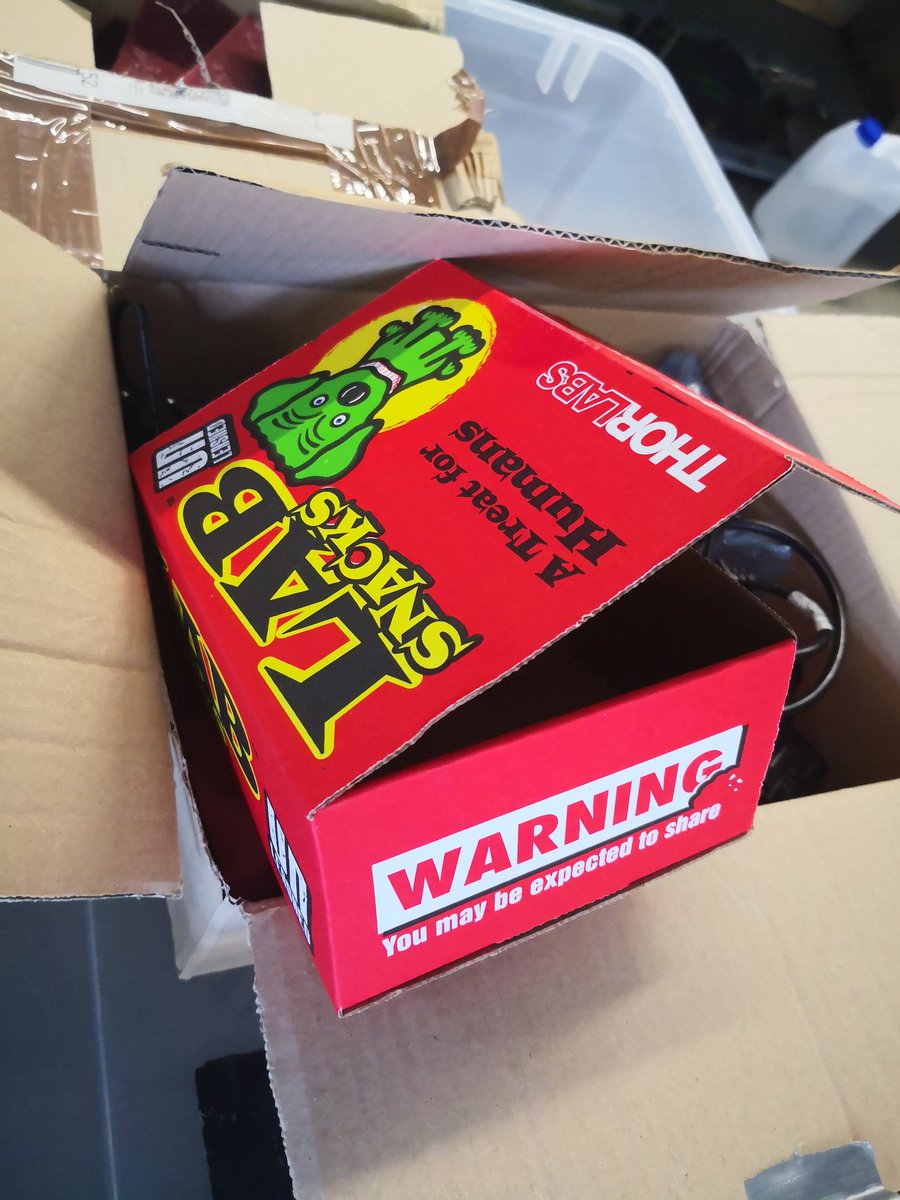 LAB
SNACKS
A Treat for
Humans
THORLABS
WARNING
You may be expected to share